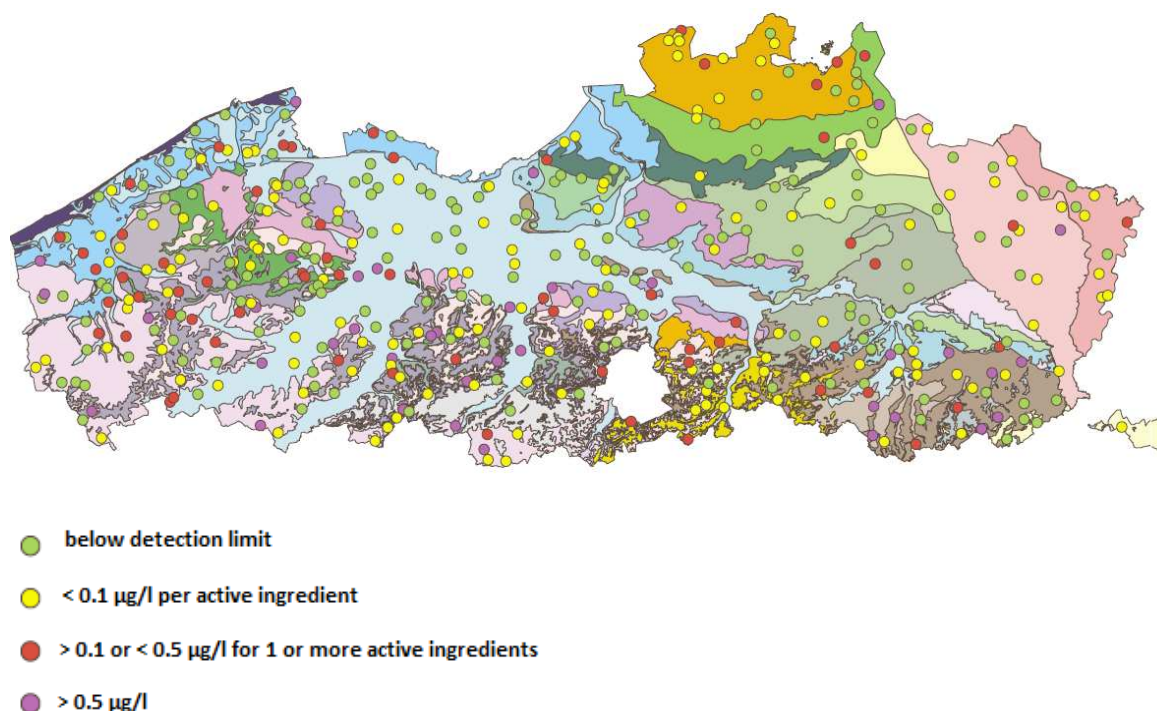 below detection limit
< 0.1 µg/l per active ingredient
> 0.1 or < 0.5 µg/l for 1 or more active ingredients
> 0.5 µg/l